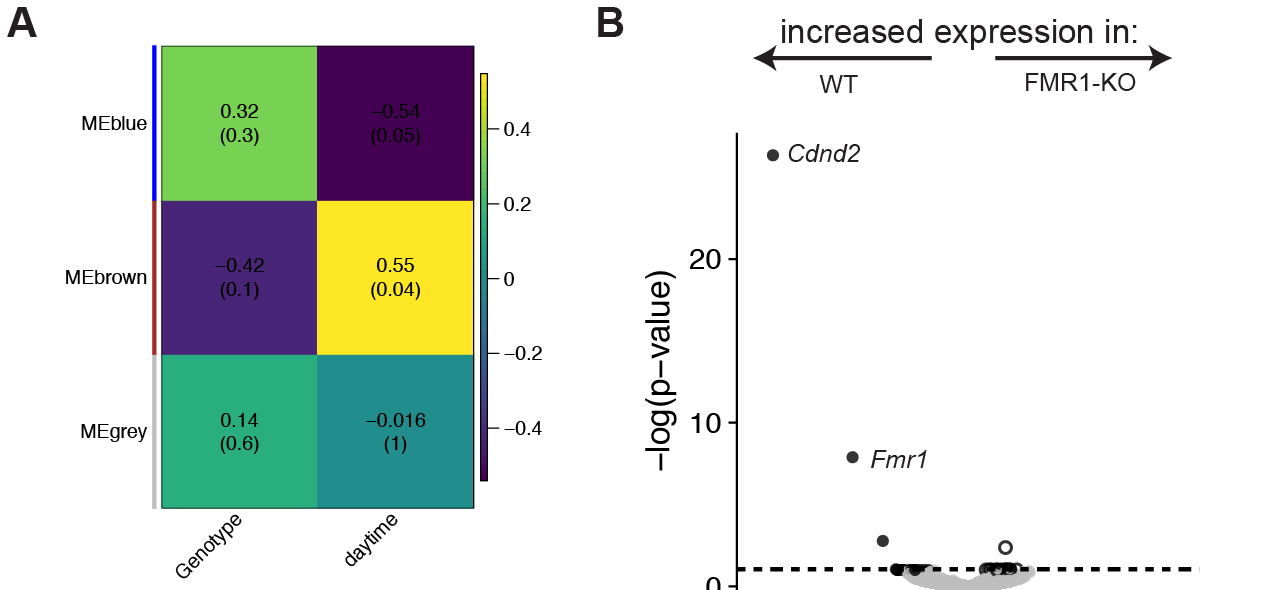 A
MEblue
0.32
(0.3)
−0.54
(0.05)
MEbrown
−0.42
(0.1)
0.55
(0.04)
MEgrey
0.14
(0.6)
−0.016
(1)
Genotype
daytime
0.4
0.2
0
−0.2
−0.4
B
increased expression in:
WT
FMR1-KO
−log(p−value)
20
10
0
Cdnd2
Fmr1